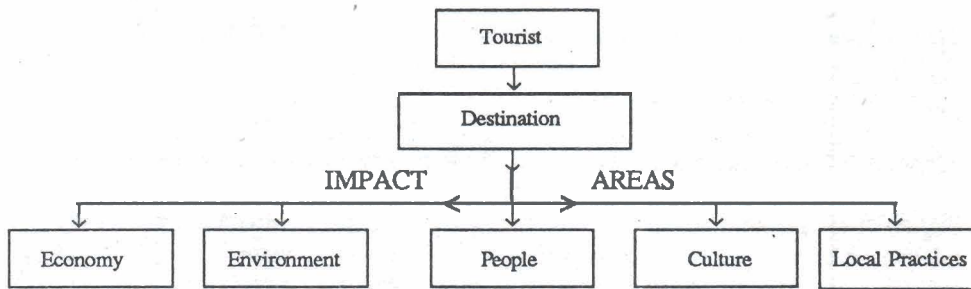 Tourist
Destination
IMPACT AREAS
Economy Environment People Culture Local Practices